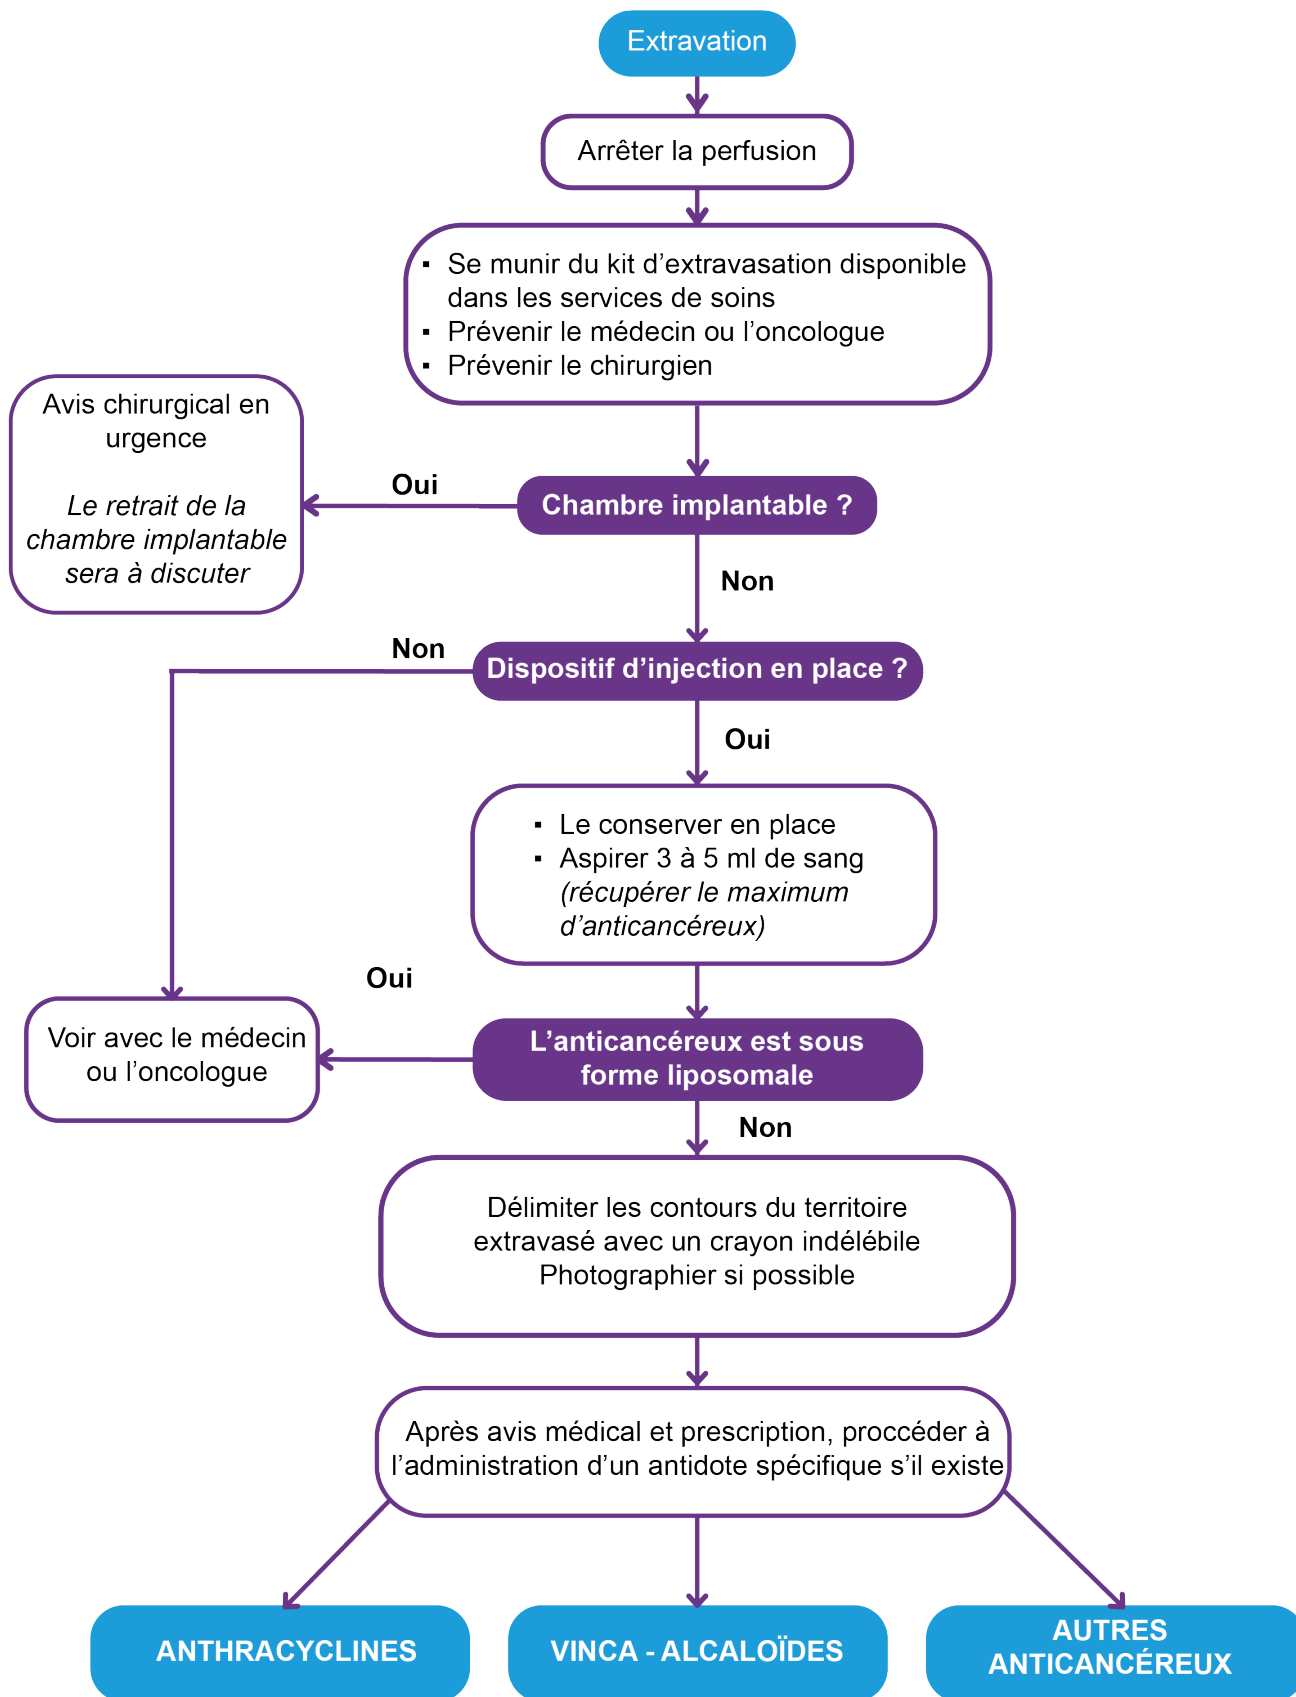 Extravation
Arrêter la perfusion
▪ Se munir du kit d’extravasation disponible
dans les services de soins
▪ Prévenir le médecin ou l’oncologue
▪ Prévenir le chirurgien
Avis chirurgical en
urgence
Le retrait de la
chambre implantable
sera à discuter
Oui
Chambre implantable ?
Non
Non
Dispositif d’injection en place ?
Oui
▪ Le conserver en place
▪ Aspirer 3 à 5 ml de sang
(récupérer le maximum
d’anticancéreux)
Oui
Voir avec le médecin
ou l’oncologue
L’anticancéreux est sous
forme liposomale
Non
Délimiter les contours du territoire
extravasé avec un crayon indélébile
Photographier si possible
Après avis médical et prescription, proccéder à
l’administration d’un antidote spécifique s’il existe
ANTHRACYCLINES
VINCA - ALCALOÏDES
AUTRES
ANTICANCÉREUX